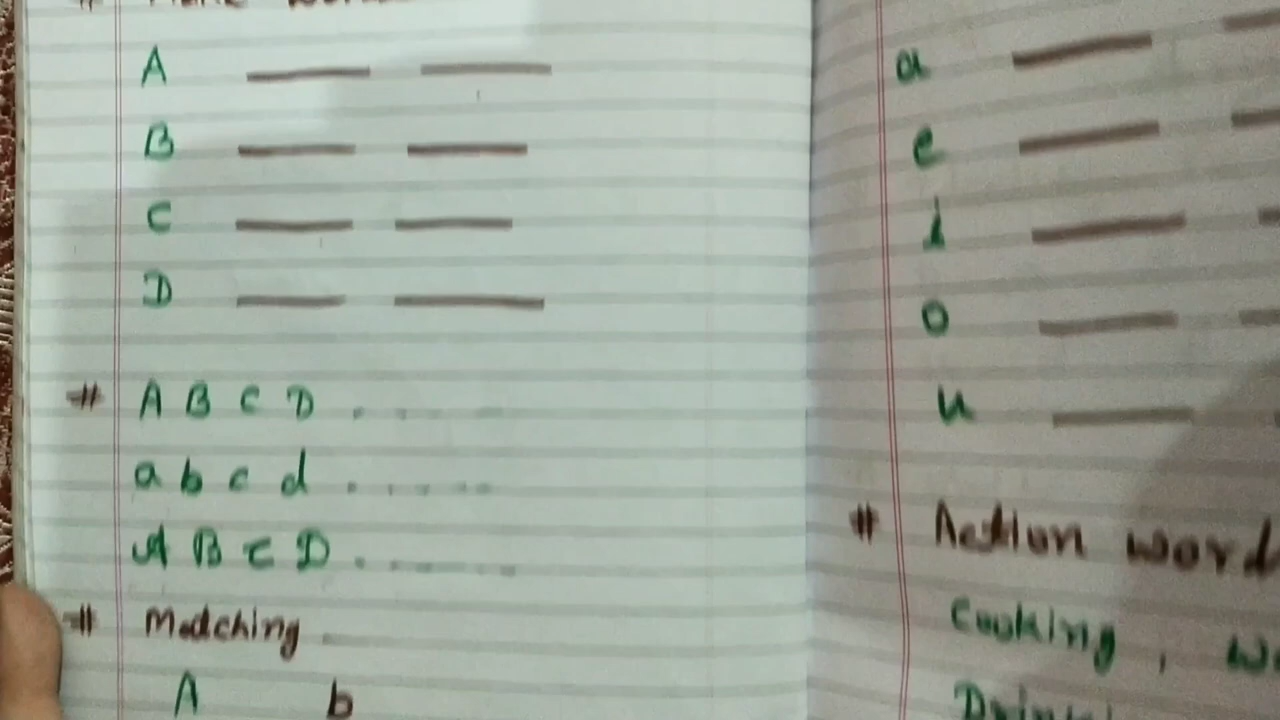 A
B
C
D
# A B C D . . . .
a b c d . . . . . .
A B C D . . . . . .
# Matching
A b
a
e
i
o
u
# Action word
Cooking ,